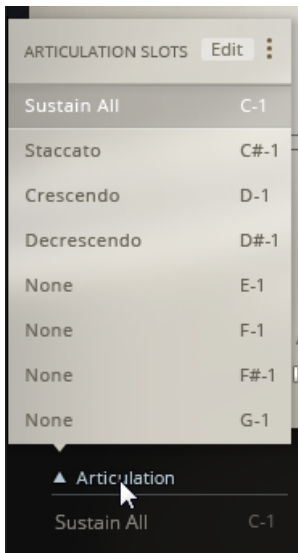 ARTICULATION SLOTS Edit
Sustain All C-1
Staccato C#-1
Crescendo D-1
Decrescendo D#-1
None E-1
None F-1
None F#-1
None G-1
▲ Articulation
Sustain All C-1